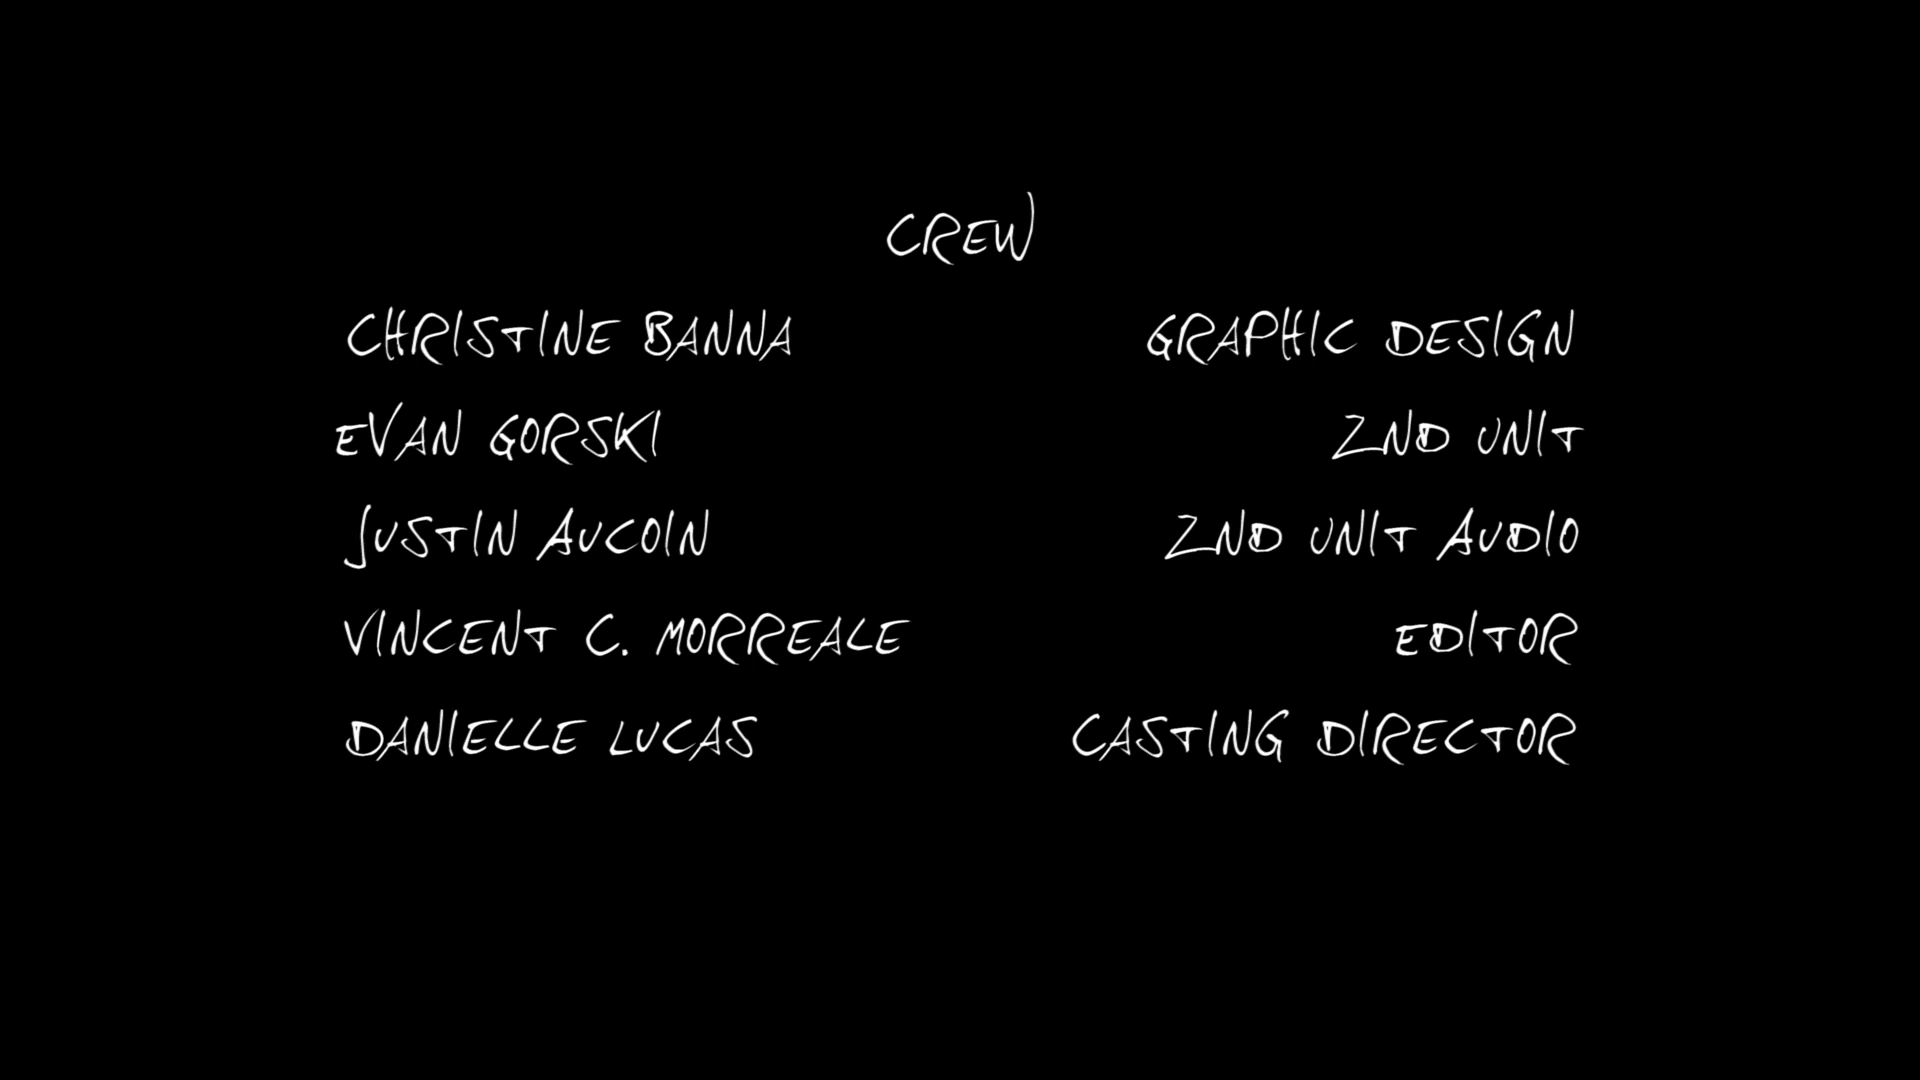 CREW
CHRISTINE BANNA GRAPHIC DESIGN
EVAN GORSKI 2ND UNIT
JUSTIN AUCOIN 2ND UNIT AUDIO
VINCENT C. MORREALE EDITOR
DANIELLE LUCAS CASTING DIRECTOR